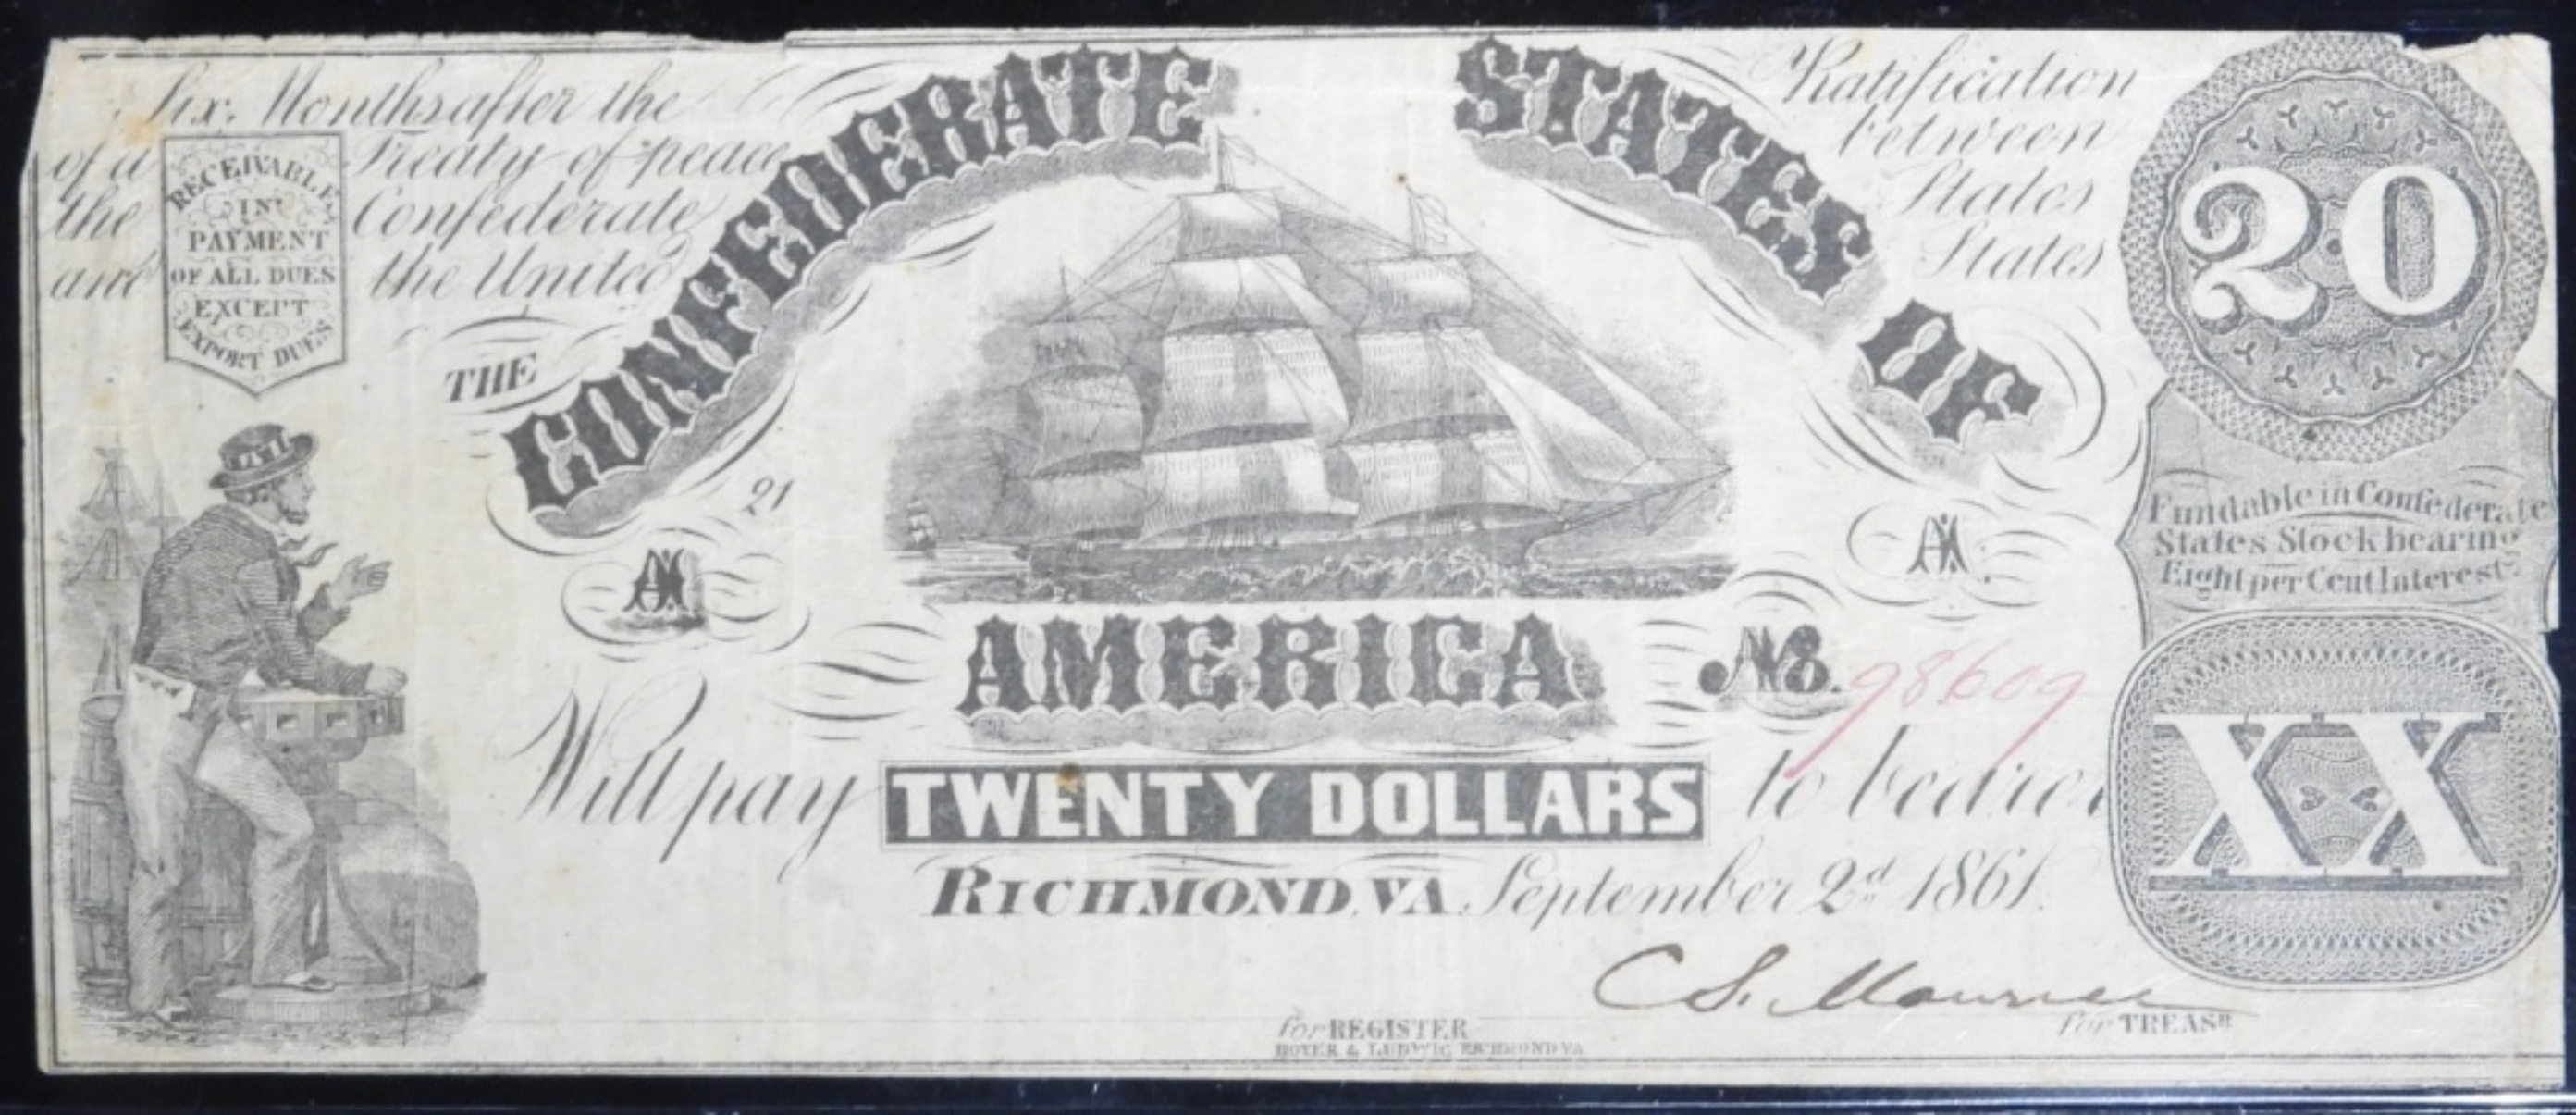 Six Months after the Ratification
of a Treaty of peace between
the Confederate States
and the United States
RECEIVABLE
IN
PAYMENT
OF ALL DUES
EXCEPT
EXPORT DUES
THE
CONFEDERATE STATES OF
AMERICA
20
21
A
A
Fundable in Confederate
States Stock bearing
Eight per Cent Interest
No. 98609
Will pay TWENTY DOLLARS to bearer
XX
RICHMOND, VA September 2d 1861.
for REGISTER
for TREASR
HOYER & LUDWIG, RICHMOND VA